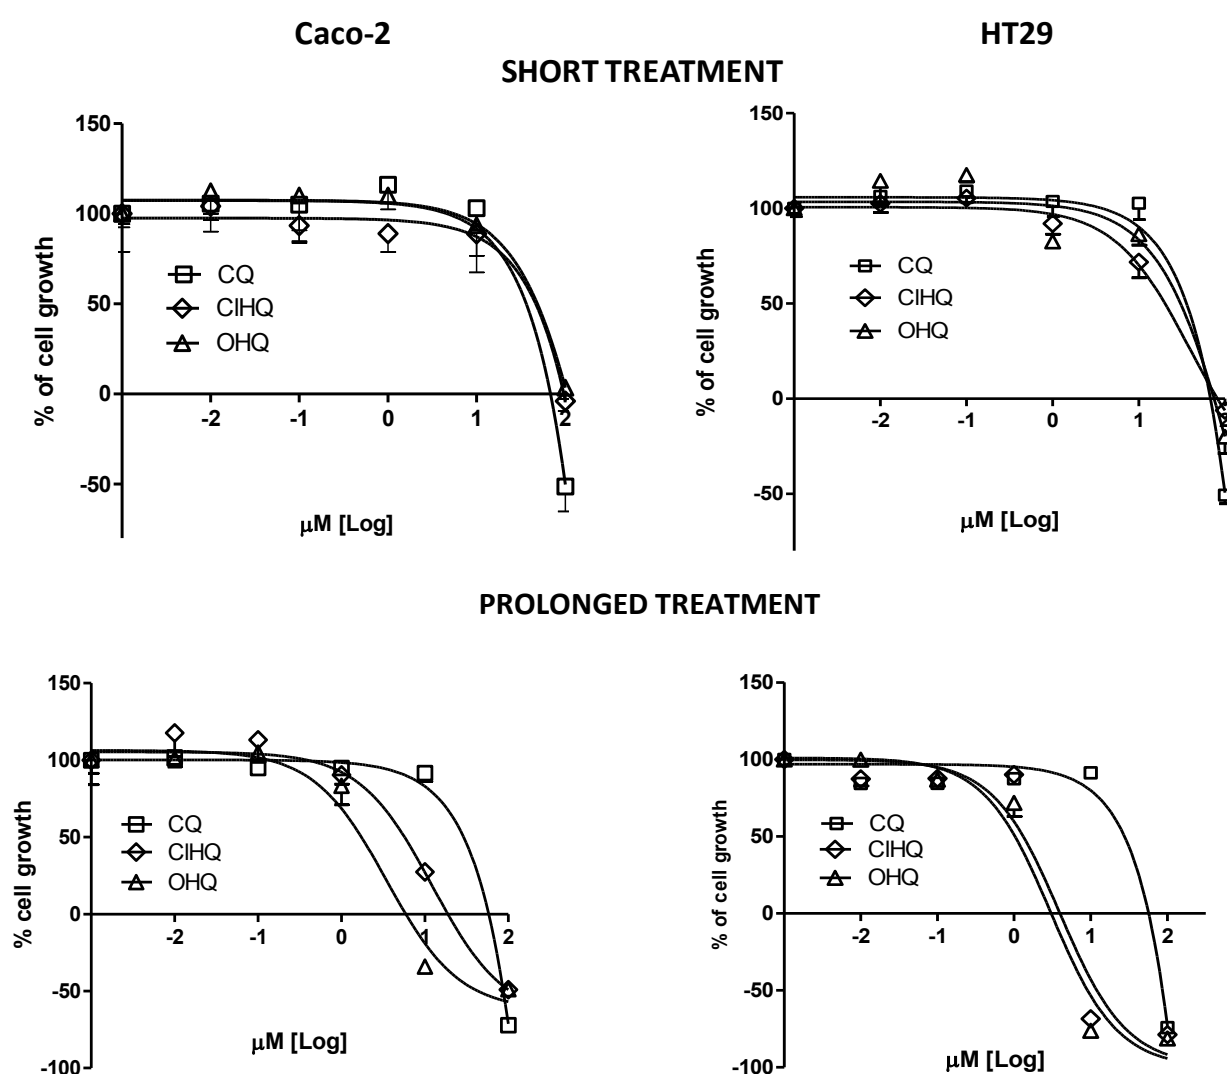 Caco-2
HT29
SHORT TREATMENT
150
100
50
0
-50
-2
-1
0
1
2
% of cell growth
μM [Log]
CQ
ClHQ
OHQ
150
100
50
0
-50
-2
-1
0
1
% of cell growth
μM [Log]
CQ
ClHQ
OHQ
PROLONGED TREATMENT
150
100
50
0
-50
-100
-2
-1
0
1
2
% cell growth
μM [Log]
CQ
ClHQ
OHQ
150
100
50
0
-50
-100
-2
-1
0
1
2
% of cell growth
μM [Log]
CQ
ClHQ
OHQ